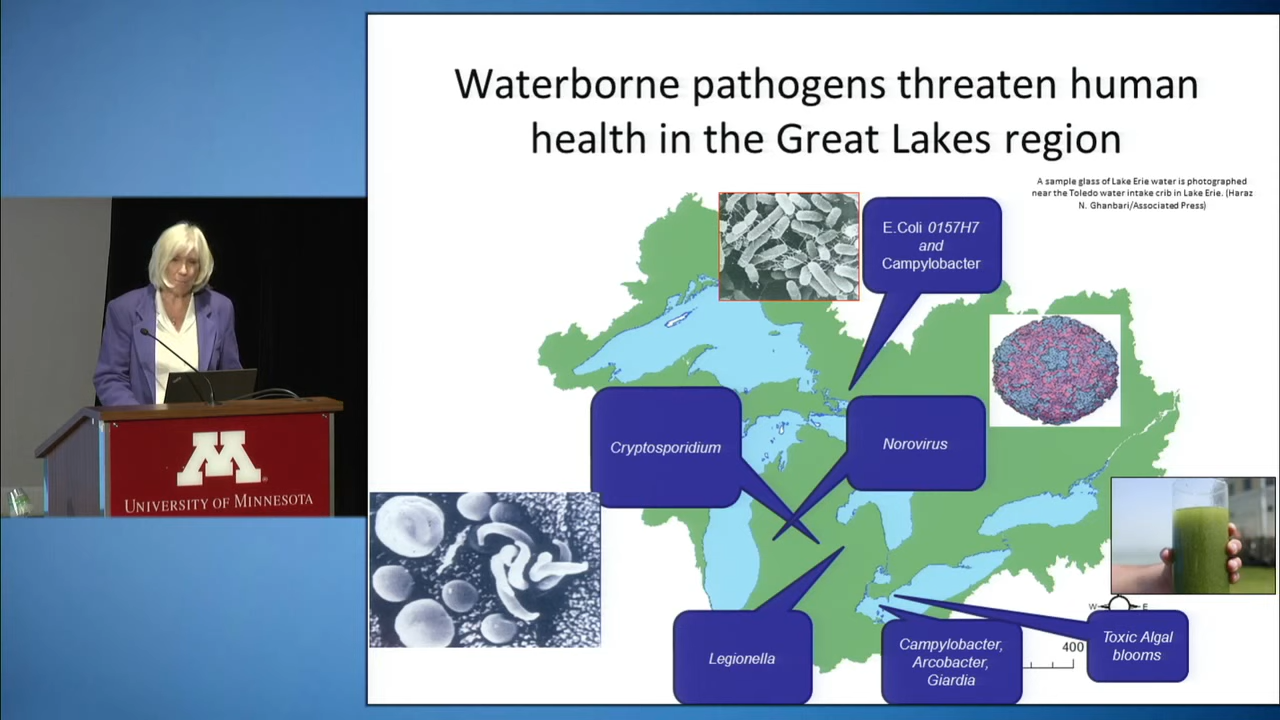 Waterborne pathogens threaten human
health in the Great Lakes region
A sample glass of Lake Erie water is photographed
near the Toledo water intake crib in Lake Erie. (Haraz
N. Ghanbari/Associated Press)
E.Coli 0157H7
and
Campylobacter
Cryptosporidium
Norovirus
M
UNIVERSITY OF MINNESOTA
W
E
Legionella
Campylobacter,
Arcobacter,
Giardia
400
Toxic Algal
blooms